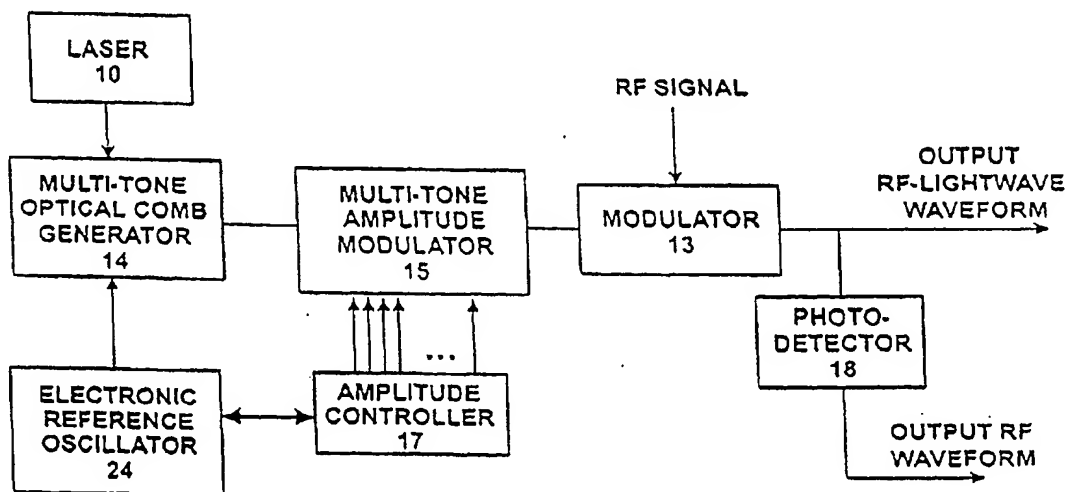 LASER
10
RF SIGNAL
OUTPUT
RF-LIGHTWAVE
WAVEFORM
MULTI-TONE
OPTICAL COMB
GENERATOR
14
MULTI-TONE
AMPLITUDE
MODULATOR
15
MODULATOR
13
PHOTO-
DETECTOR
18
...
ELECTRONIC
REFERENCE
OSCILLATOR
24
AMPLITUDE
CONTROLLER
17
OUTPUT RF
WAVEFORM